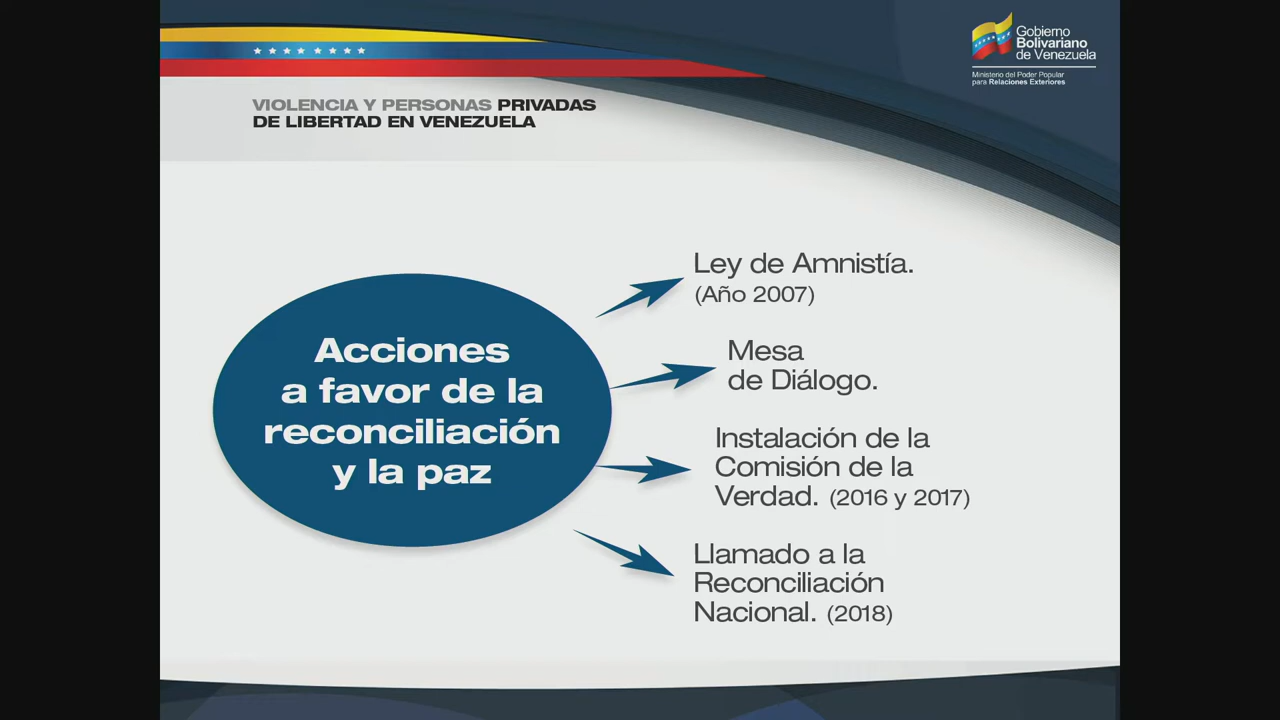 Gobierno
Bolivariano
de Venezuela
Ministerio del Poder Popular
para Relaciones Exteriores
VIOLENCIA Y PERSONAS PRIVADAS
DE LIBERTAD EN VENEZUELA
Acciones
a favor de la
reconciliación
y la paz
Ley de Amnistía.
(Año 2007)
Mesa
de Diálogo.
Instalación de la
Comisión de la
Verdad. (2016 y 2017)
Llamado a la
Reconciliación
Nacional. (2018)